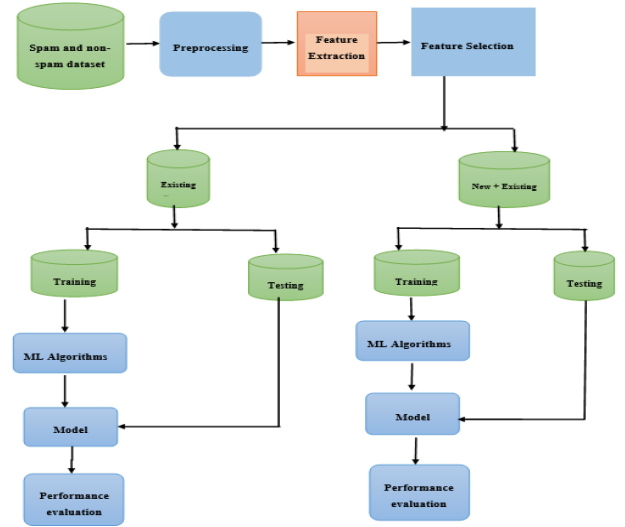 Spam and non-
spam dataset
Preprocessing
Feature
Extraction
Feature Selection
Existing
New + Existing
Training
Testing
Training
Testing
ML Algorithms
ML Algorithms
Model
Model
Performance
evaluation
Performance
evaluation